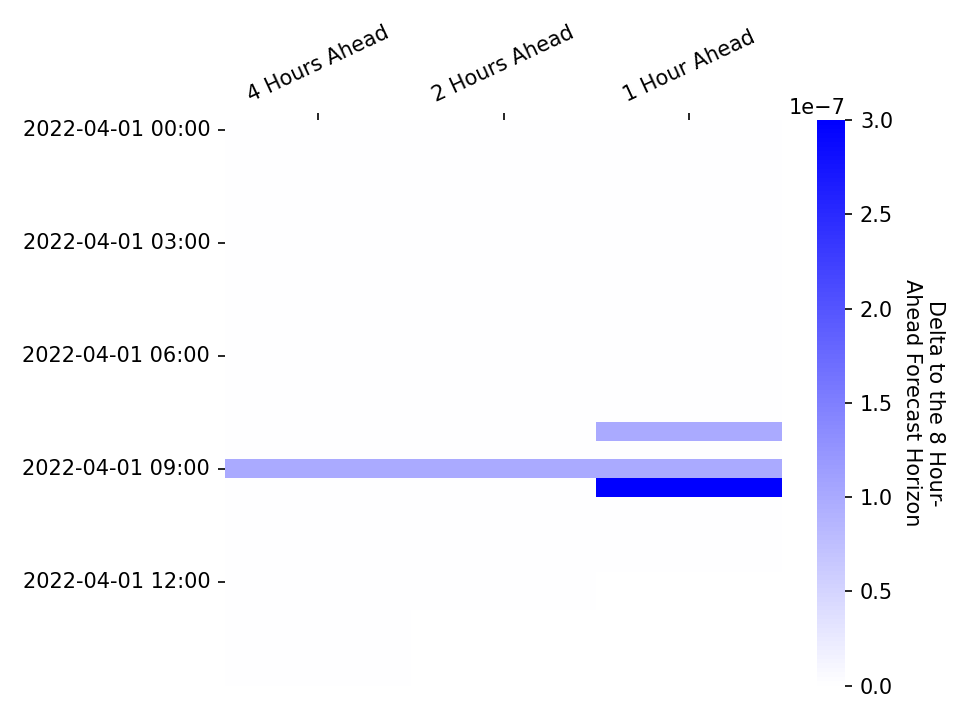 4 Hours Ahead
2 Hours Ahead
1 Hour Ahead
2022-04-01 00:00
2022-04-01 03:00
2022-04-01 06:00
2022-04-01 09:00
2022-04-01 12:00
1e−7
3.0
2.5
2.0
1.5
1.0
0.5
0.0
Delta to the 8 Hour-
Ahead Forecast Horizon